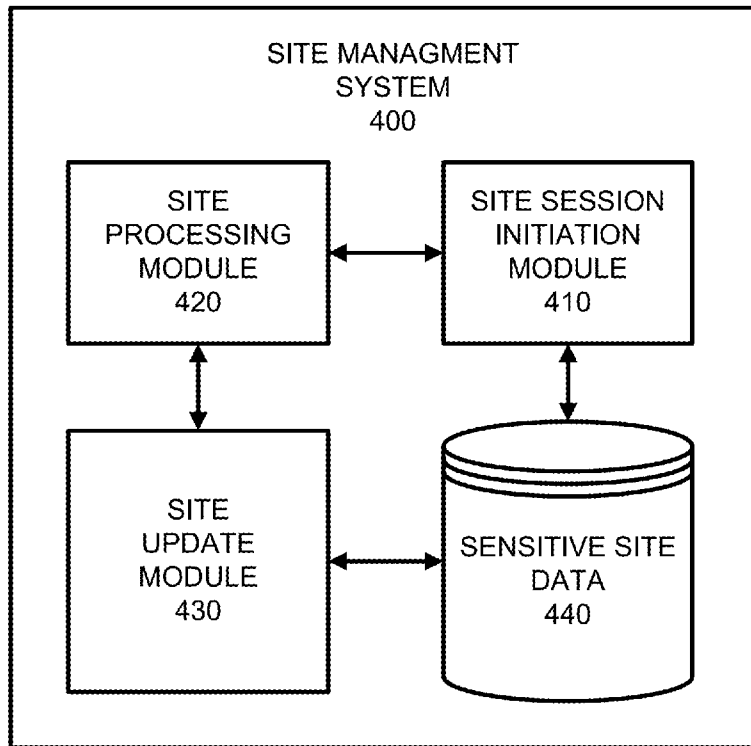 SITE MANAGMENT
SYSTEM
400
SITE
PROCESSING
MODULE
420
SITE SESSION
INITIATION
MODULE
410
SITE
UPDATE
MODULE
430
SENSITIVE SITE
DATA
440